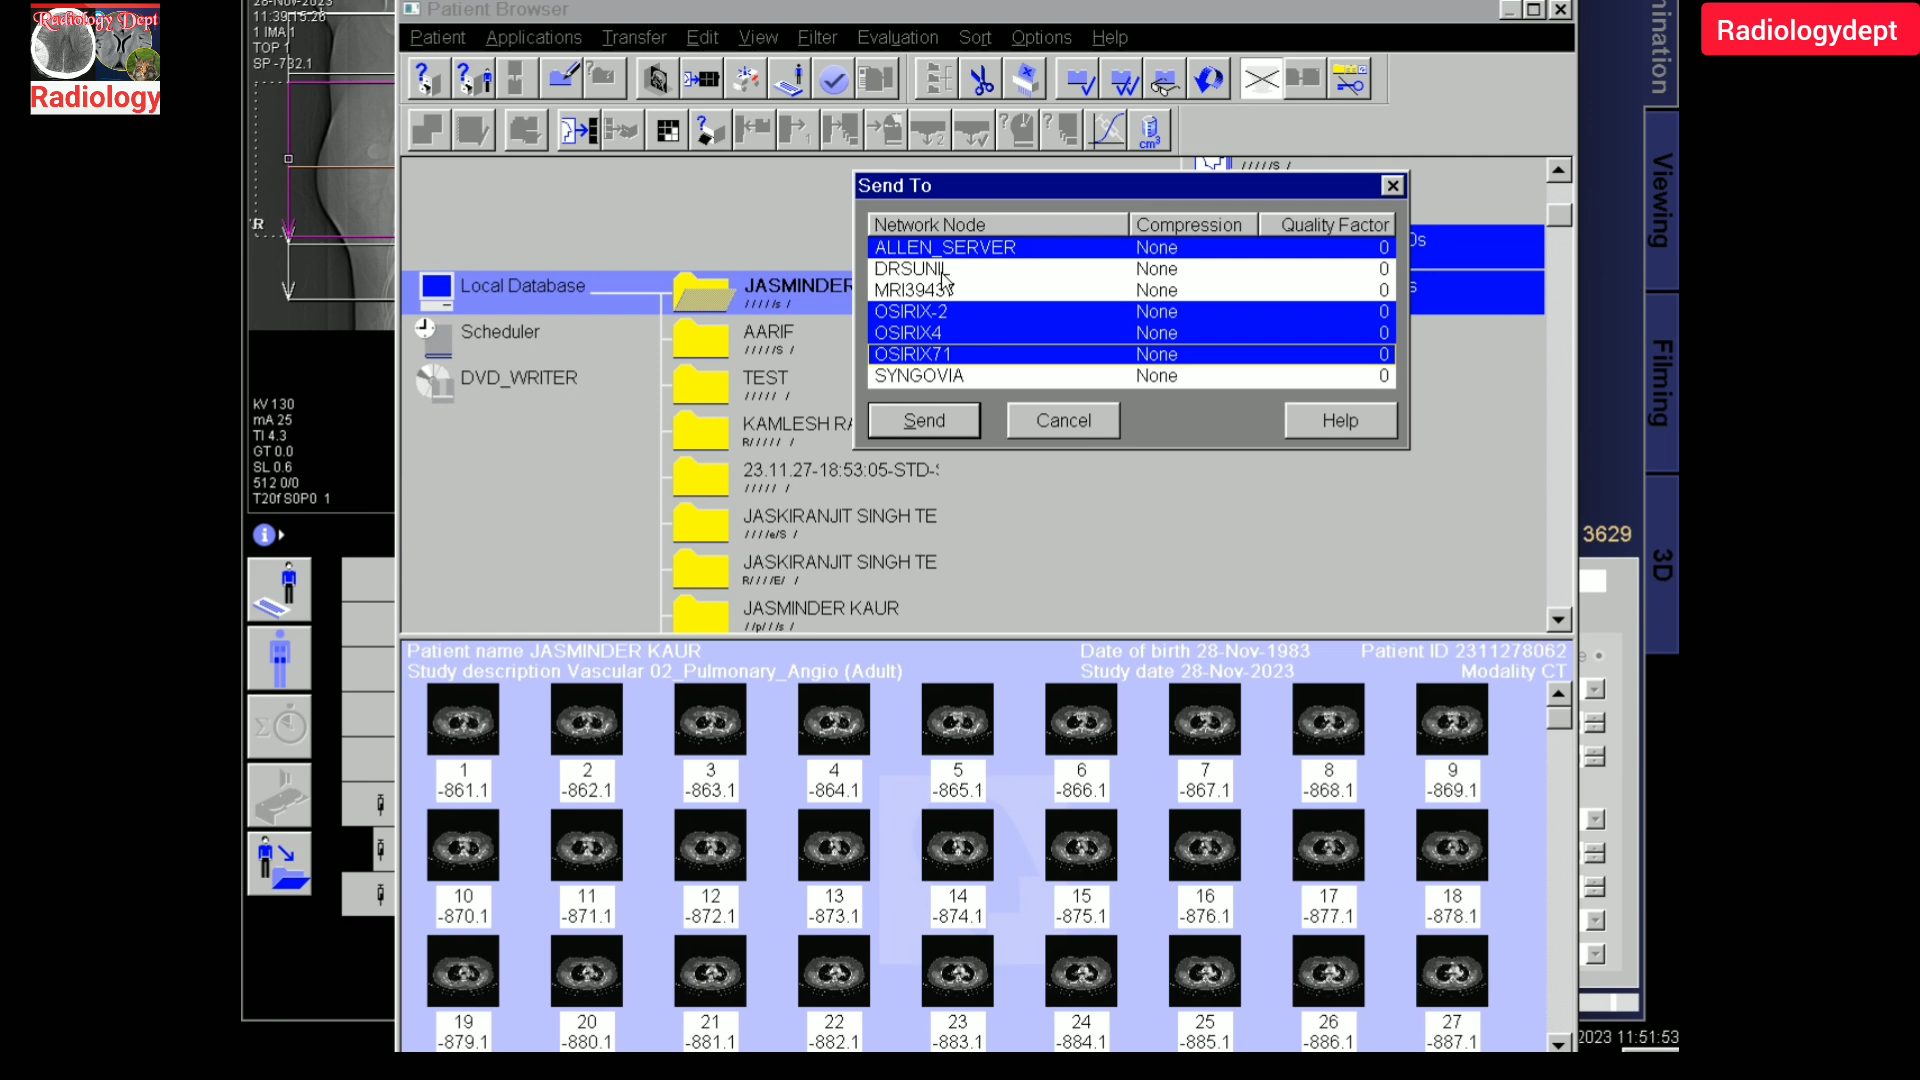 Radiology Dept
Radiology
Radiologydept
11:39:15:26
1 IMA 1
TOP 1
SP -732.1
R
kV 130
mA 25
TI 4.3
GT 0.0
SL 0.6
512 0/0
T20f S0P0 1
Patient Browser
Patient Applications Transfer Edit View Filter Evaluation Sort Options Help
cm³
Local Database
Scheduler
DVD_WRITER
JASMINDER
/////s /
AARIF
/////S /
TEST
///// /
KAMLESH RA
R///// /
23.11.27-18:53:05-STD-
///// /
JASKIRANJIT SINGH TE
////e/S /
JASKIRANJIT SINGH TE
R////E/ /
JASMINDER KAUR
//p///s /
/////S /
Send To
Network Node Compression Quality Factor
ALLEN_SERVER None 0
DRSUNIL None 0
MRI3943 None 0
OSIRIX-2 None 0
OSIRIX4 None 0
OSIRIX71 None 0
SYNGOVIA None 0
Send Cancel Help
Viewing
Filming
3D
3629
Patient name JASMINDER KAUR Date of birth 28-Nov-1983 Patient ID 2311278062
Study description Vascular 02_Pulmonary_Angio (Adult) Study date 28-Nov-2023 Modality CT
1 2 3 4 5 6 7 8 9
-861.1 -862.1 -863.1 -864.1 -865.1 -866.1 -867.1 -868.1 -869.1
10 11 12 13 14 15 16 17 18
-870.1 -871.1 -872.1 -873.1 -874.1 -875.1 -876.1 -877.1 -878.1
19 20 21 22 23 24 25 26 27
-879.1 -880.1 -881.1 -882.1 -883.1 -884.1 -885.1 -886.1 -887.1
2023 11:51:53